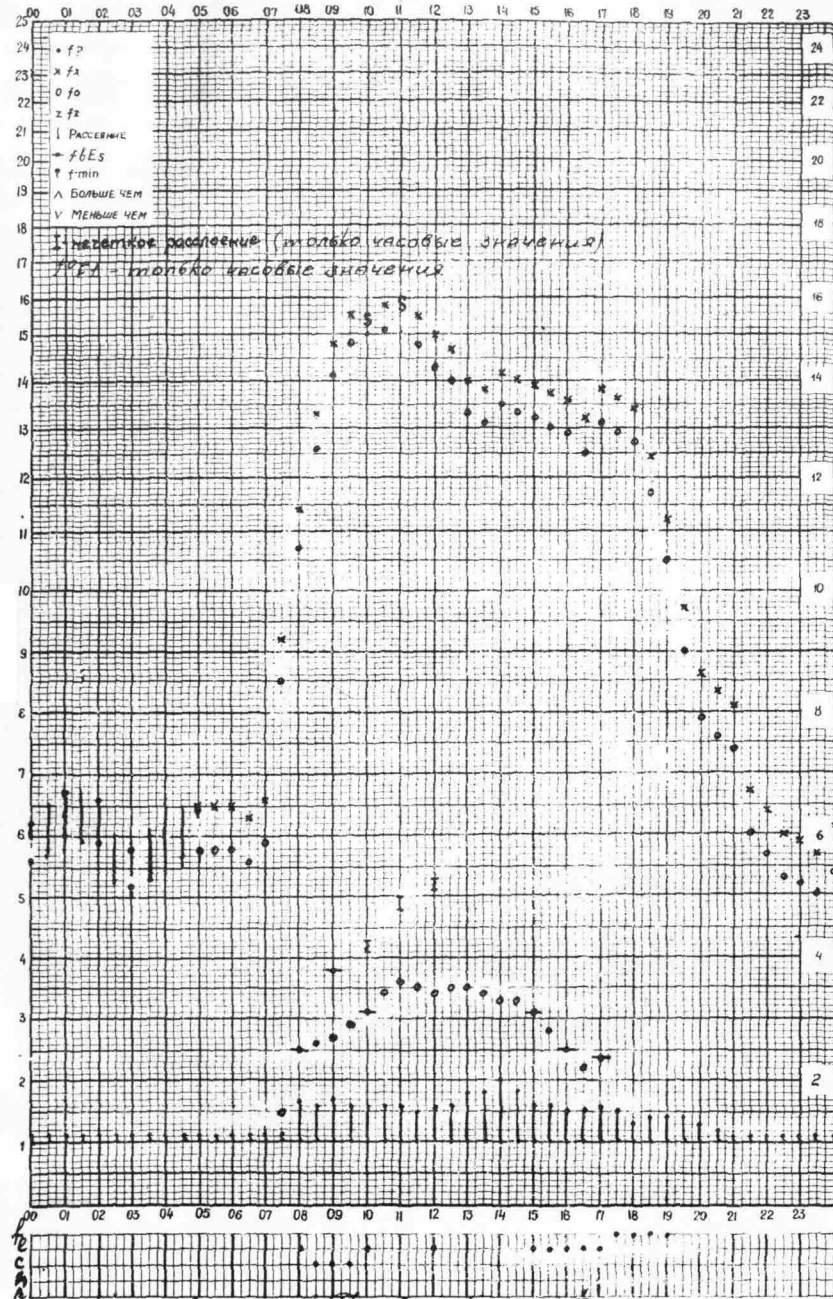 00 01 02 03 04 05 06 07 08 09 10 11 12 13 14 15 16 17 18 19 20 21 22 23
25
24 24
23
22 22
21
20 20
19
18 18
17
16 16
15
14 14
13
12 12
11
10 10
9
8 8
7
6 6
5
4 4
3
2 2
1
• f?
x fx
o fo
z fz
РАССЕЯНИЕ
fbEs
f-min
Λ БОЛЬШЕ ЧЕМ
V МЕНЬШЕ ЧЕМ
I - нечеткое расслоение (только часовые значения)
f°F1 - только часовые значения
S S
00 01 02 03 04 05 06 07 08 09 10 11 12 13 14 15 16 17 18 19 20 21 22 23